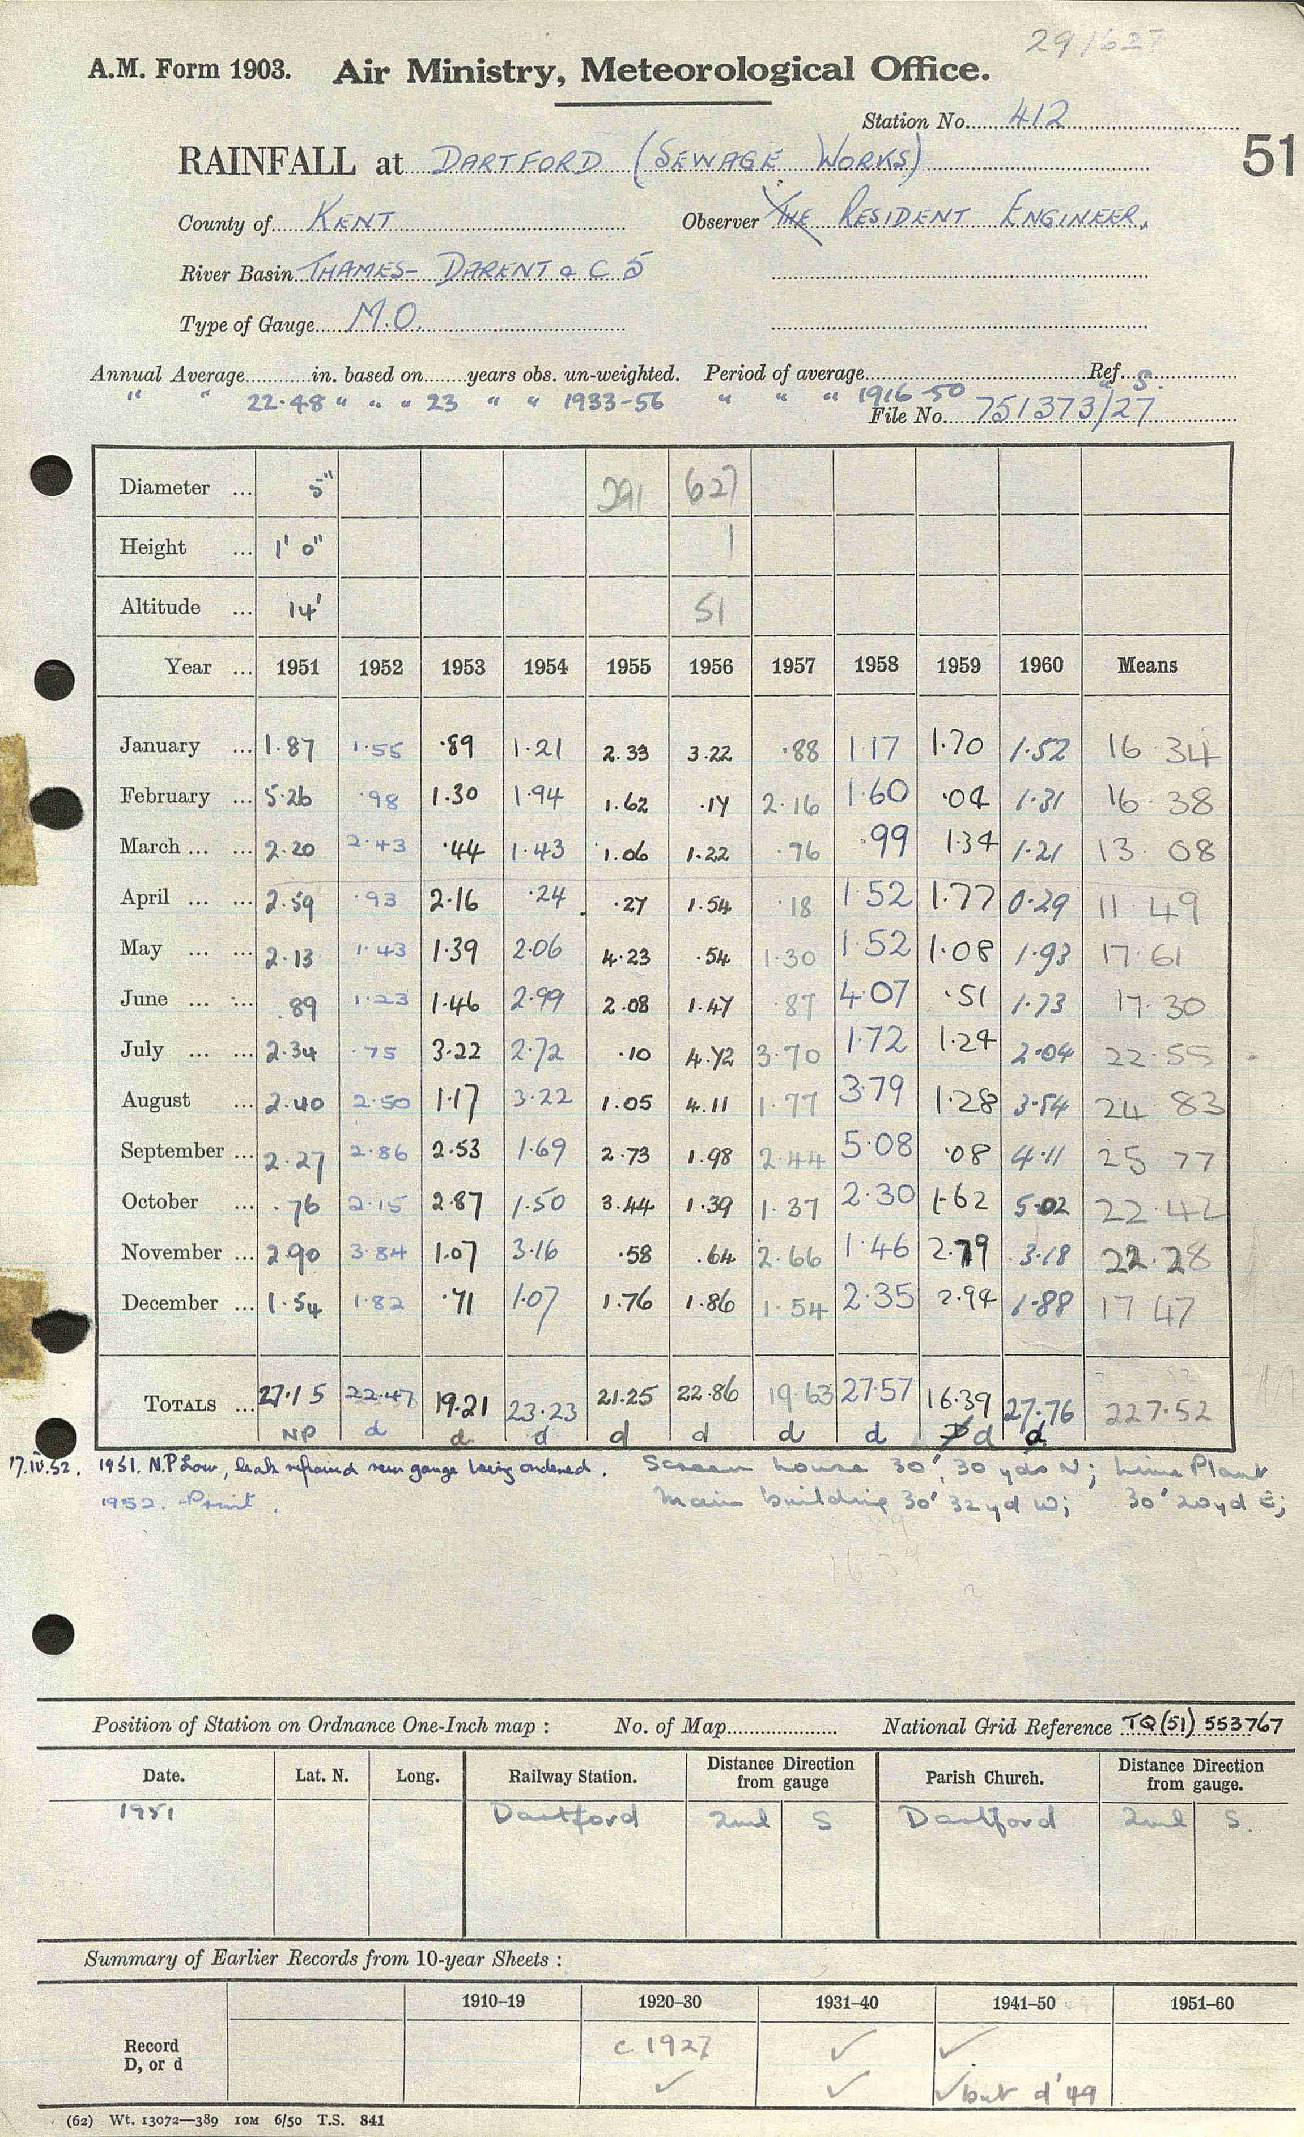 291627
A.M. Form 1903. Air Ministry, Meteorological Office.
Station No. 412
51
RAINFALL at DARTFORD (SEWAGE WORKS)
County of KENT Observer THE RESIDENT ENGINEER,
River Basin THAMES- DARENT & C 5
Type of Gauge M.O.
Annual Average in. based on years obs. un-weighted. Period of average Ref. S.
" " 22.48 " " " 23 " " 1933-56 " " " 1916-50
File No. 751373/27
Diameter ... 5" 291 627
Height ... 1' 0" 1
Altitude ... 14' 51
Year ... 1951 1952 1953 1954 1955 1956 1957 1958 1959 1960 Means
January ... 1.87 1.55 .89 1.21 2.33 3.22 .88 1.17 1.70 1.52 16 34
February ... 5.26 .98 1.30 1.94 1.62 .17 2.16 1.60 .04 1.31 16.38
March ... ... 2.20 2.43 .44 1.43 1.06 1.22 .76 .99 1.34 1.21 13 08
April ... ... 2.59 .93 2.16 .24 .27 1.54 .18 1.52 1.77 0.29 11 49
May ... ... 2.13 1.43 1.39 2.06 4.23 .54 1.30 1.52 1.08 1.93 17.61
June ... ... .89 1.23 1.46 2.99 2.08 1.47 .87 4.07 .51 1.73 17.30
July ... ... 2.34 .75 3.22 2.72 .10 4.72 3.70 1.72 1.24 2.04 22.55
August ... 2.40 2.50 1.17 3.22 1.05 4.11 1.77 3.79 1.28 3.54 24 83
September ... 2.27 2.86 2.53 1.69 2.73 1.98 2.44 5.08 .08 4.11 25 77
October ... .76 2.15 2.87 1.50 3.44 1.39 1.37 2.30 1.62 5.02 22.42
November ... 2.90 3.84 1.07 3.16 .58 .64 2.66 1.46 2.79 3.18 22.28
December ... 1.54 1.82 .71 1.07 1.76 1.86 1.54 2.35 2.94 1.88 17 47
TOTALS ... 27.15 22.47 19.21 23.23 21.25 22.86 19.63 27.57 16.39 27.76 227.52
NP d d d d d d d d d
17.IV.52. 1951. N.P Low, leak repaired new gauge being ordered. Screen house 30', 30 yds N; Lime Plant
1952. Print. Main building 30' 32yd W; 30' 20yd E;
Position of Station on Ordnance One-Inch map : No. of Map National Grid Reference TQ(51) 553767
Date. Lat. N. Long. Railway Station. Distance Direction from gauge Parish Church. Distance Direction from gauge.
1951 Dartford 2ml S Dartford 2ml S.
Summary of Earlier Records from 10-year Sheets :
1910-19 1920-30 1931-40 1941-50 1951-60
Record c 1927 ✓ ✓
D, or d ✓ ✓ ✓ but d '49
(62) Wt. 13072—389 10M 6/50 T.S. 841